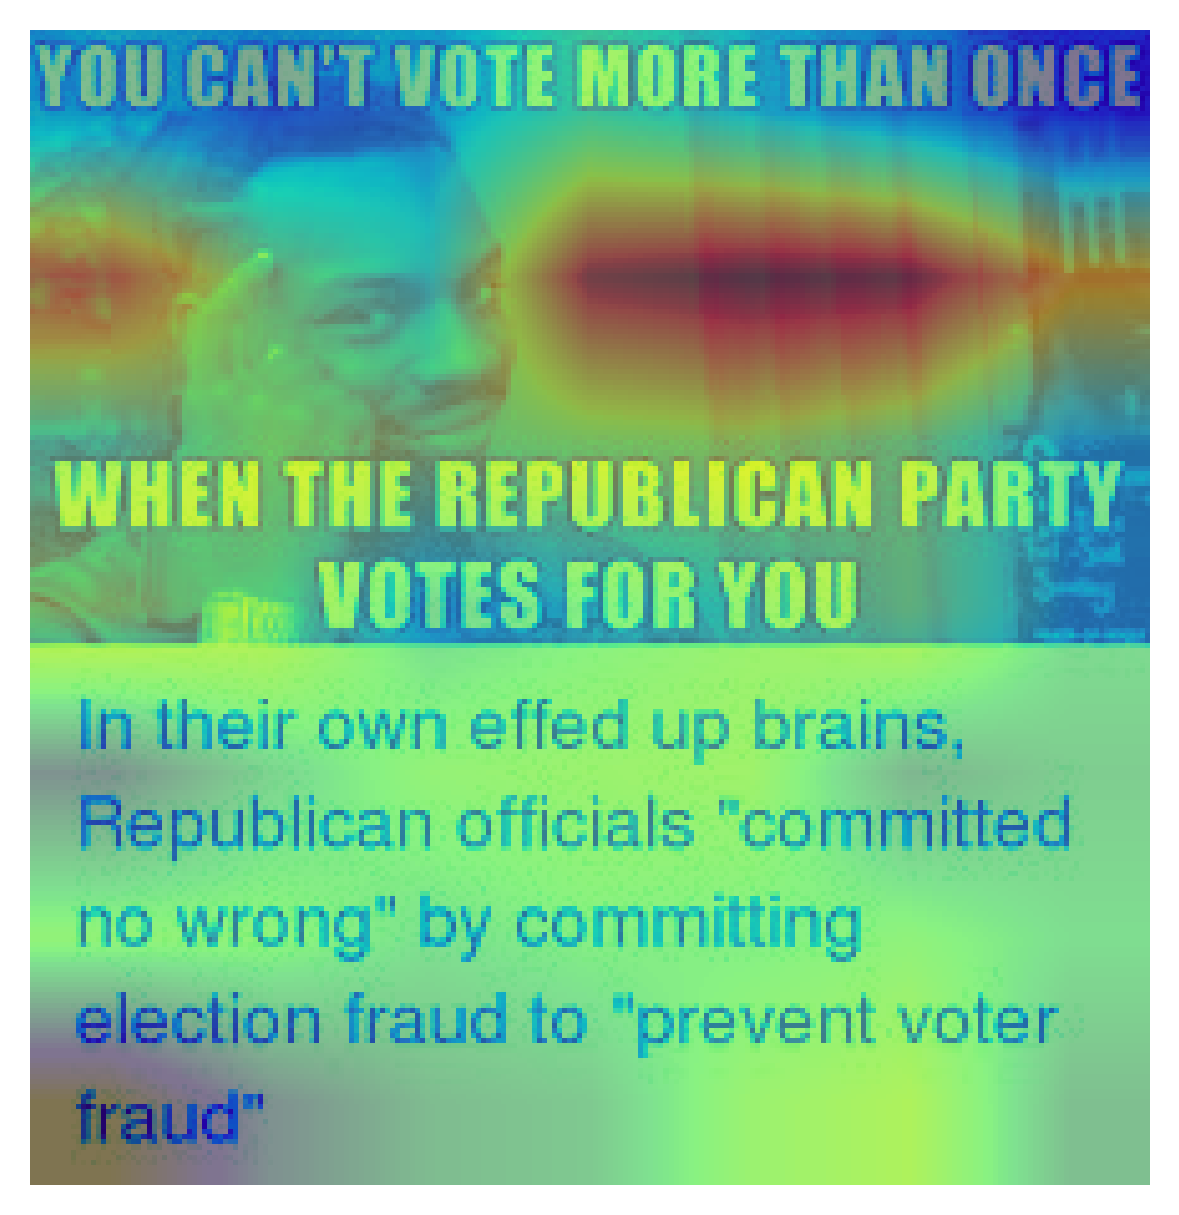 YOU CAN'T VOTE MORE THAN ONCE
WHEN THE REPUBLICAN PARTY
VOTES FOR YOU
In their own effed up brains,
Republican officials "committed
no wrong" by committing
election fraud to "prevent voter
fraud"